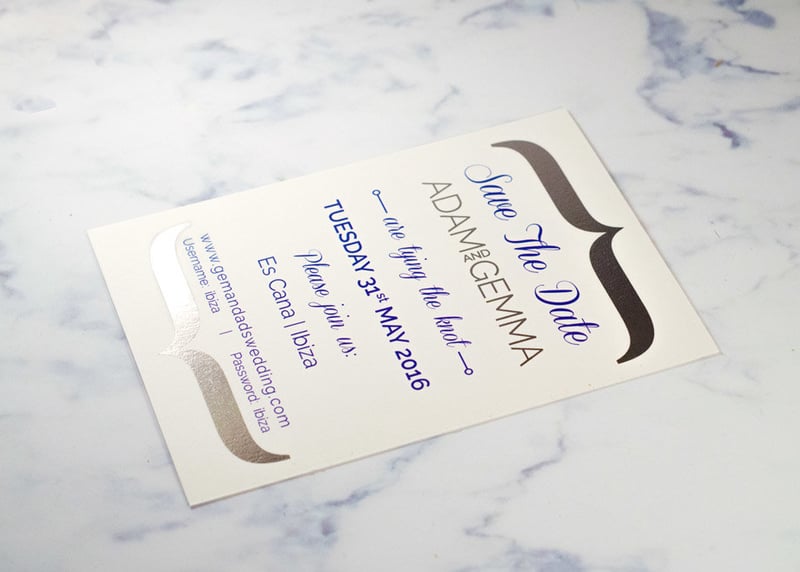 Save The Date
ADAM AND GEMMA
are tying the knot
TUESDAY 31st MAY 2016
Please join us:
Es Cana | Ibiza
www.gemandadswedding.com
Username: ibiza | Password: ibiza